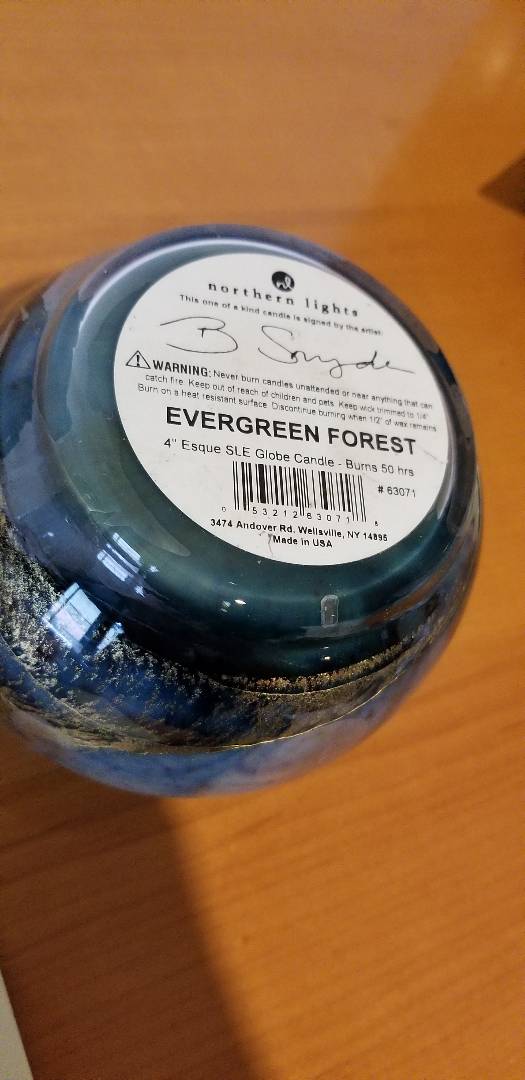 nl
northern lights
This one of a kind candle is signed by the artist:
B Snyder
WARNING: Never burn candles unattended or near anything that can
catch fire. Keep out of reach of children and pets. Keep wick trimmed to 1/4"
Burn on a heat resistant surface. Discontinue burning when 1/2" of wax remains
EVERGREEN FOREST
4" Esque SLE Globe Candle - Burns 50 hrs
# 63071
0 53212 63071 8
3474 Andover Rd. Wellsville, NY 14895
Made in USA